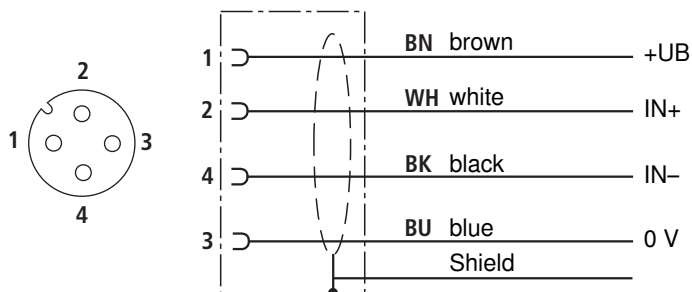 2
1 3
4
1 BN brown +UB
2 WH white IN+
4 BK black IN–
3 BU blue 0 V
Shield